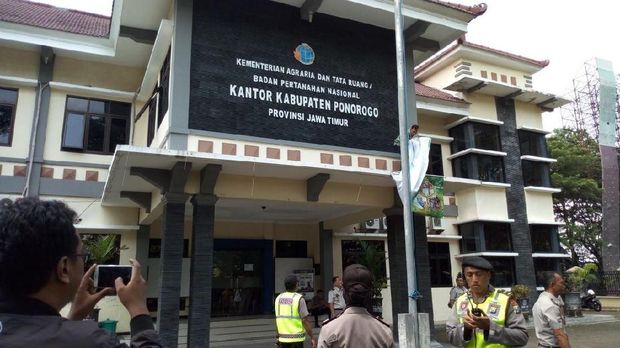 KEMENTERIAN AGRARIA DAN TATA RUANG/
BADAN PERTANAHAN NASIONAL
KANTOR KABUPATEN PONOROGO
PROVINSI JAWA TIMUR